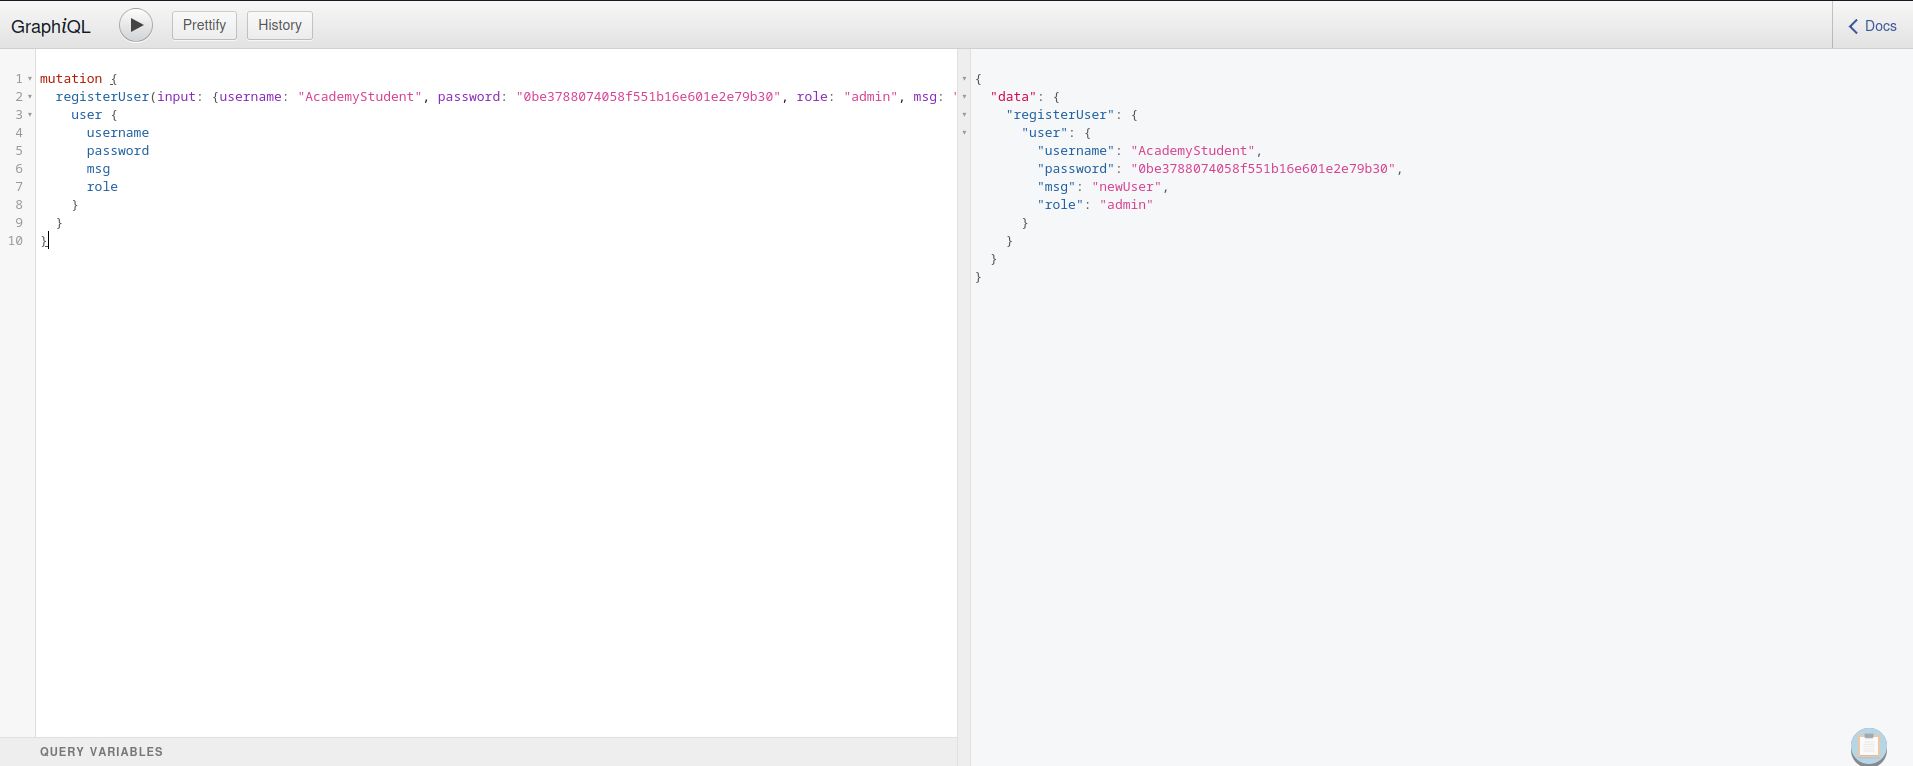 GraphiQL
Prettify
History
Docs
1 mutation {
2 registerUser(input: {username: "AcademyStudent", password: "0be3788074058f551b16e601e2e79b30", role: "admin", msg: "
3 user {
4 username
5 password
6 msg
7 role
8 }
9 }
10 }
QUERY VARIABLES
{
"data": {
"registerUser": {
"user": {
"username": "AcademyStudent",
"password": "0be3788074058f551b16e601e2e79b30",
"msg": "newUser",
"role": "admin"
}
}
}
}